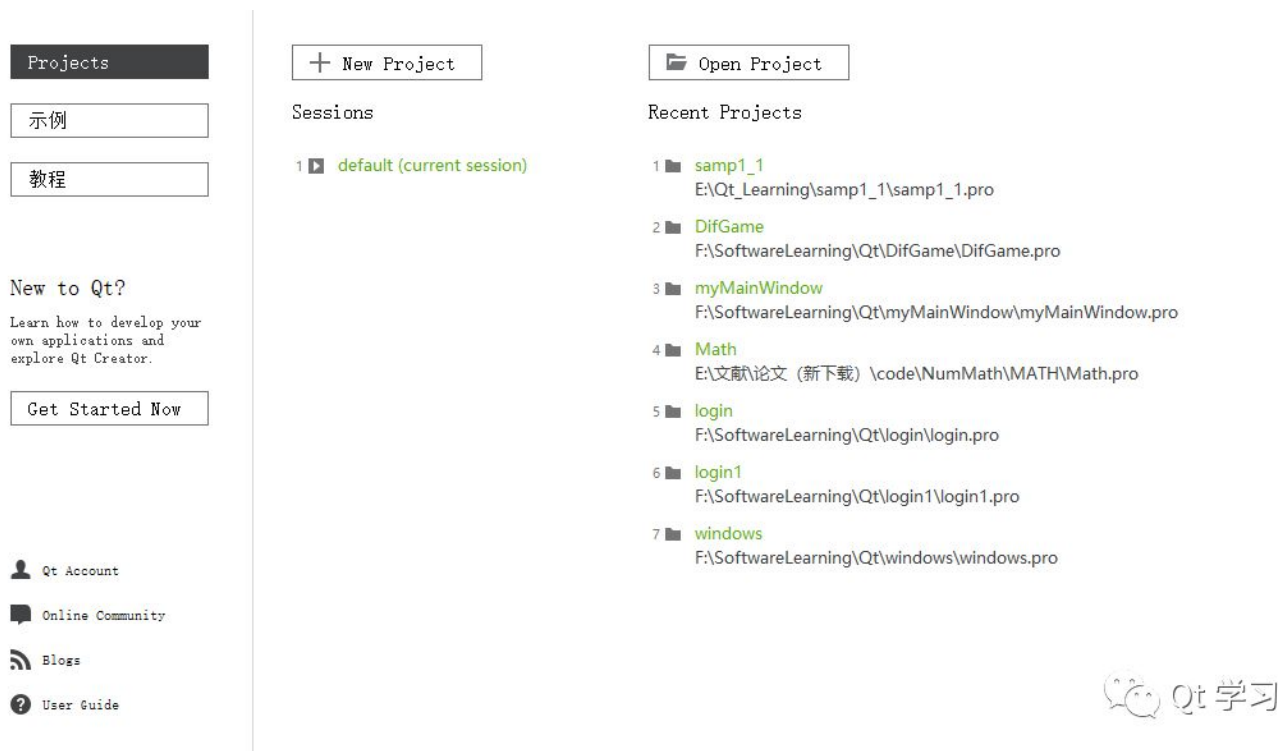 Projects
示例
教程
New to Qt?
Learn how to develop your
own applications and
explore Qt Creator.
Get Started Now
Qt Account
Online Community
Blogs
User Guide
New Project
Sessions
1 default (current session)
Open Project
Recent Projects
1 samp1_1
E:\Qt_Learning\samp1_1\samp1_1.pro
2 DifGame
F:\SoftwareLearning\Qt\DifGame\DifGame.pro
3 myMainWindow
F:\SoftwareLearning\Qt\myMainWindow\myMainWindow.pro
4 Math
E:\文献\论文（新下载）\code\NumMath\MATH\Math.pro
5 login
F:\SoftwareLearning\Qt\login\login.pro
6 login1
F:\SoftwareLearning\Qt\login1\login1.pro
7 windows
F:\SoftwareLearning\Qt\windows\windows.pro
Qt 学习